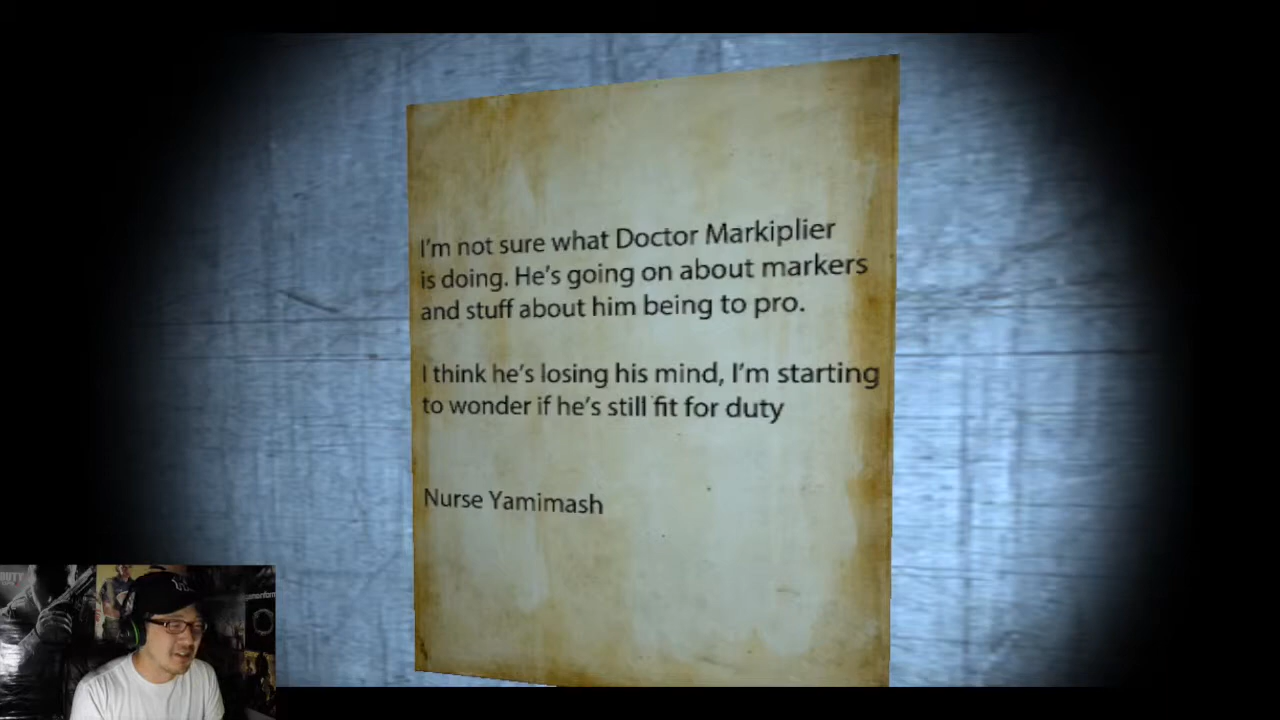 I'm not sure what Doctor Markiplier
is doing. He's going on about markers
and stuff about him being to pro.
I think he's losing his mind, I'm starting
to wonder if he's still fit for duty
Nurse Yamimash